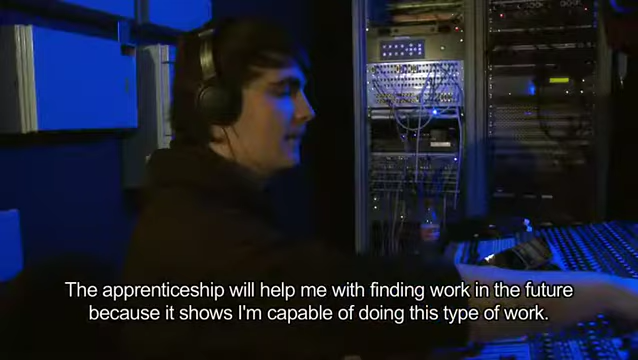 The apprenticeship will help me with finding work in the future
because it shows I'm capable of doing this type of work.